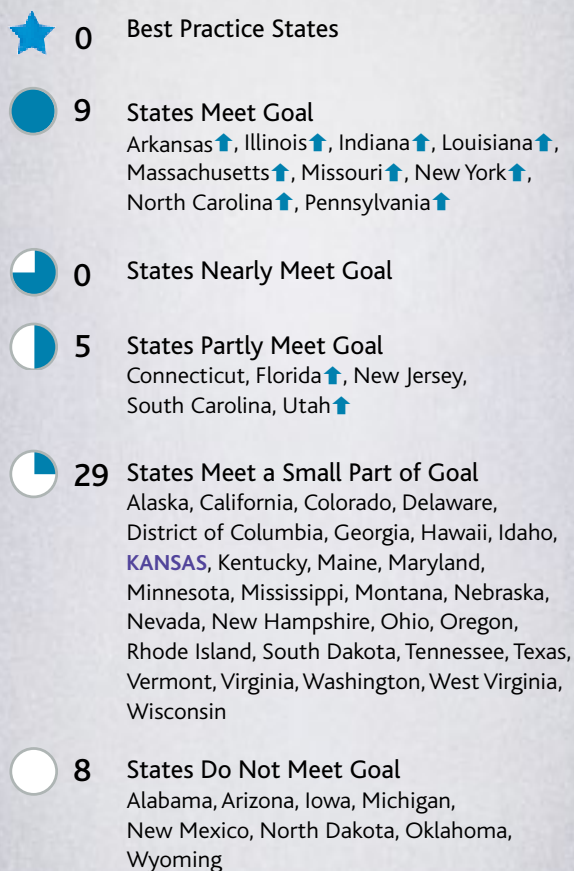 0 Best Practice States
9 States Meet Goal
Arkansas⬆, Illinois⬆, Indiana⬆, Louisiana⬆,
Massachusetts⬆, Missouri⬆, New York⬆,
North Carolina⬆, Pennsylvania⬆
0 States Nearly Meet Goal
5 States Partly Meet Goal
Connecticut, Florida⬆, New Jersey,
South Carolina, Utah⬆
29 States Meet a Small Part of Goal
Alaska, California, Colorado, Delaware,
District of Columbia, Georgia, Hawaii, Idaho,
KANSAS, Kentucky, Maine, Maryland,
Minnesota, Mississippi, Montana, Nebraska,
Nevada, New Hampshire, Ohio, Oregon,
Rhode Island, South Dakota, Tennessee, Texas,
Vermont, Virginia, Washington, West Virginia,
Wisconsin
8 States Do Not Meet Goal
Alabama, Arizona, Iowa, Michigan,
New Mexico, North Dakota, Oklahoma,
Wyoming